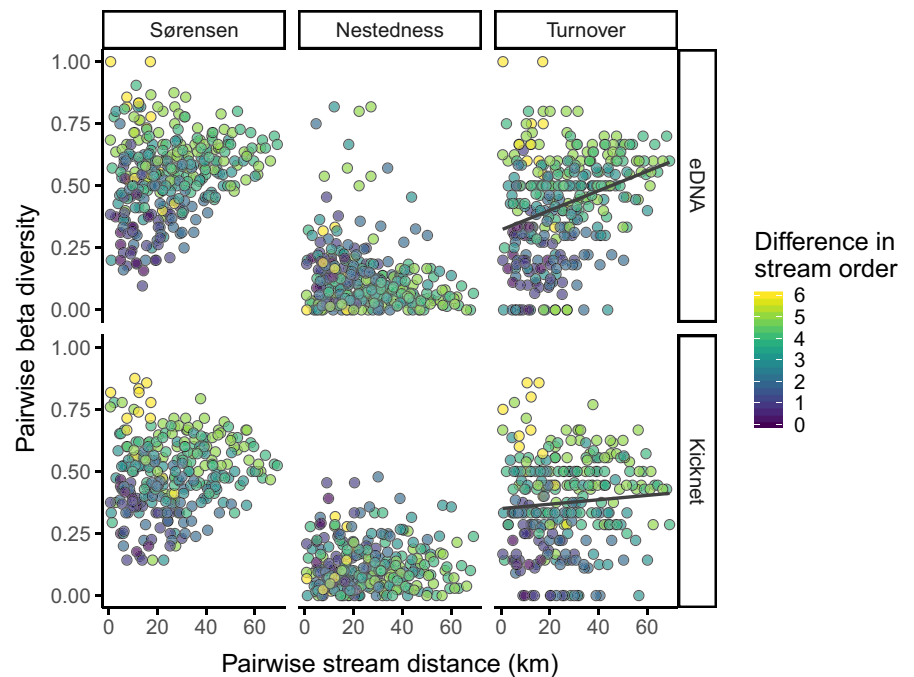 Sørensen Nestedness Turnover
1.00
0.75
0.50
0.25
0.00
eDNA
1.00
0.75
0.50
0.25
0.00
Kicknet
0 20 40 60 0 20 40 60 0 20 40 60
Pairwise stream distance (km)
Pairwise beta diversity
Difference in
stream order
6
5
4
3
2
1
0